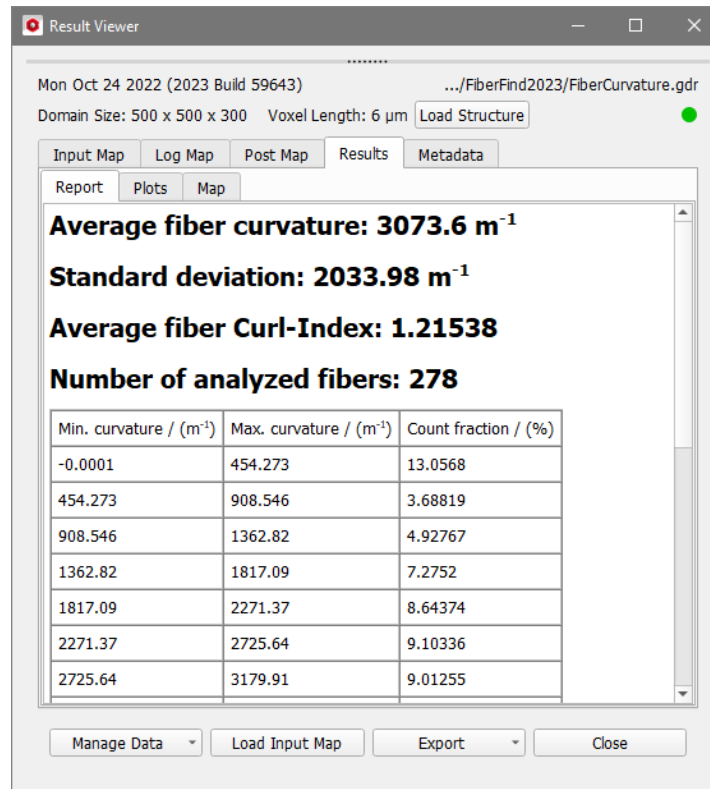 Result Viewer
Mon Oct 24 2022 (2023 Build 59643) .../FiberFind2023/FiberCurvature.gdr
Domain Size: 500 x 500 x 300 Voxel Length: 6 µm Load Structure
Input Map Log Map Post Map Results Metadata
Report Plots Map
Average fiber curvature: 3073.6 m⁻¹
Standard deviation: 2033.98 m⁻¹
Average fiber Curl-Index: 1.21538
Number of analyzed fibers: 278
Min. curvature / (m⁻¹) Max. curvature / (m⁻¹) Count fraction / (%)
-0.0001 454.273 13.0568
454.273 908.546 3.68819
908.546 1362.82 4.92767
1362.82 1817.09 7.2752
1817.09 2271.37 8.64374
2271.37 2725.64 9.10336
2725.64 3179.91 9.01255
Manage Data Load Input Map Export Close